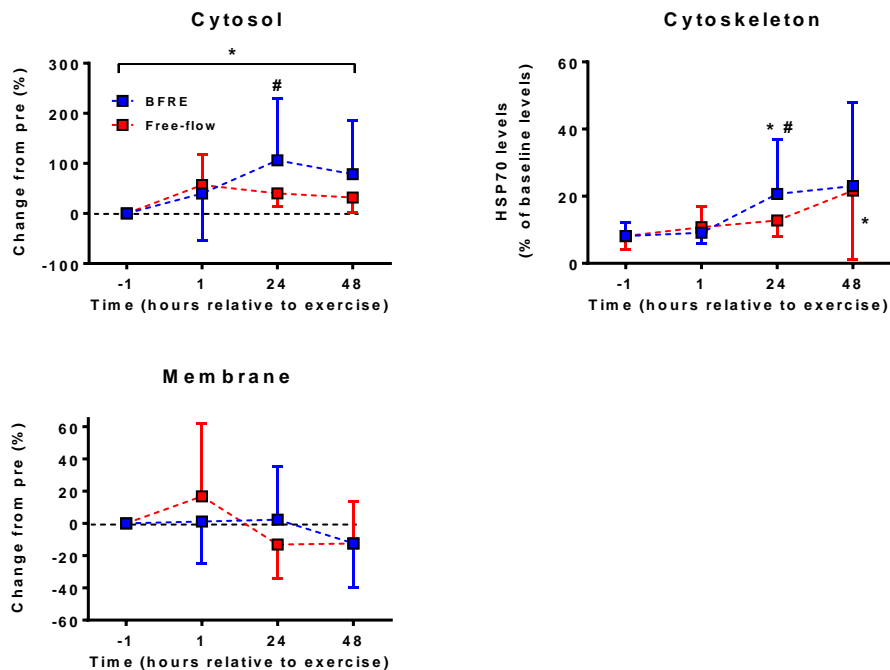 Cytosol
*
#
BFRE
Free-flow
Change from pre (%)
300
200
100
0
-100
-1 1 24 48
Time (hours relative to exercise)
Cytoskeleton
* #
*
HSP70 levels
(% of baseline levels)
60
40
20
0
-1 1 24 48
Time (hours relative to exercise)
Membrane
Change from pre (%)
60
40
20
0
-20
-40
-60
-1 1 24 48
Time (hours relative to exercise)